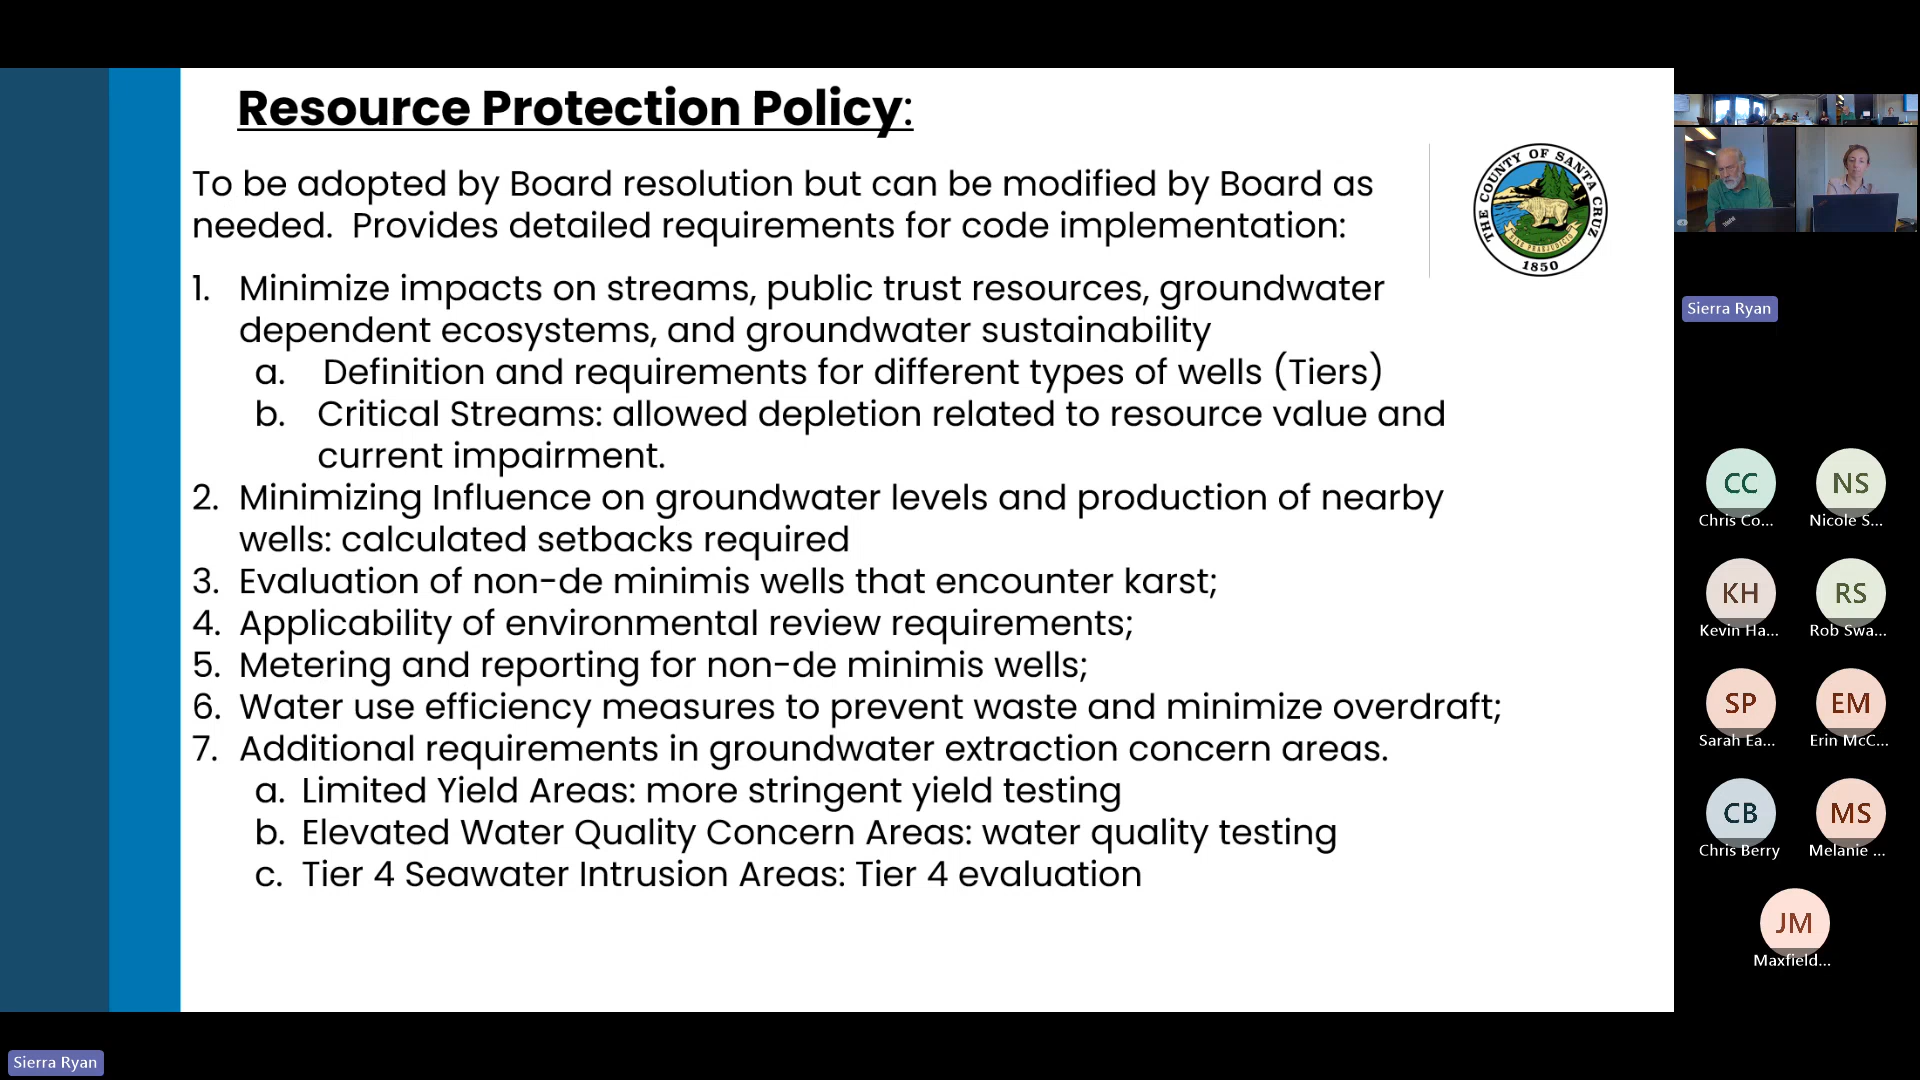 Resource Protection Policy:
To be adopted by Board resolution but can be modified by Board as
needed. Provides detailed requirements for code implementation:
1. Minimize impacts on streams, public trust resources, groundwater
dependent ecosystems, and groundwater sustainability
a. Definition and requirements for different types of wells (Tiers)
b. Critical Streams: allowed depletion related to resource value and
current impairment.
2. Minimizing Influence on groundwater levels and production of nearby
wells: calculated setbacks required
3. Evaluation of non-de minimis wells that encounter karst;
4. Applicability of environmental review requirements;
5. Metering and reporting for non-de minimis wells;
6. Water use efficiency measures to prevent waste and minimize overdraft;
7. Additional requirements in groundwater extraction concern areas.
a. Limited Yield Areas: more stringent yield testing
b. Elevated Water Quality Concern Areas: water quality testing
c. Tier 4 Seawater Intrusion Areas: Tier 4 evaluation
THE COUNTY OF SANTA CRUZ
1850
Sierra Ryan
CC
Chris Co...
NS
Nicole S...
KH
Kevin Ha...
RS
Rob Swa...
SP
Sarah Ea...
EM
Erin McC...
CB
Chris Berry
MS
Melanie ...
JM
Maxfield...
Sierra Ryan